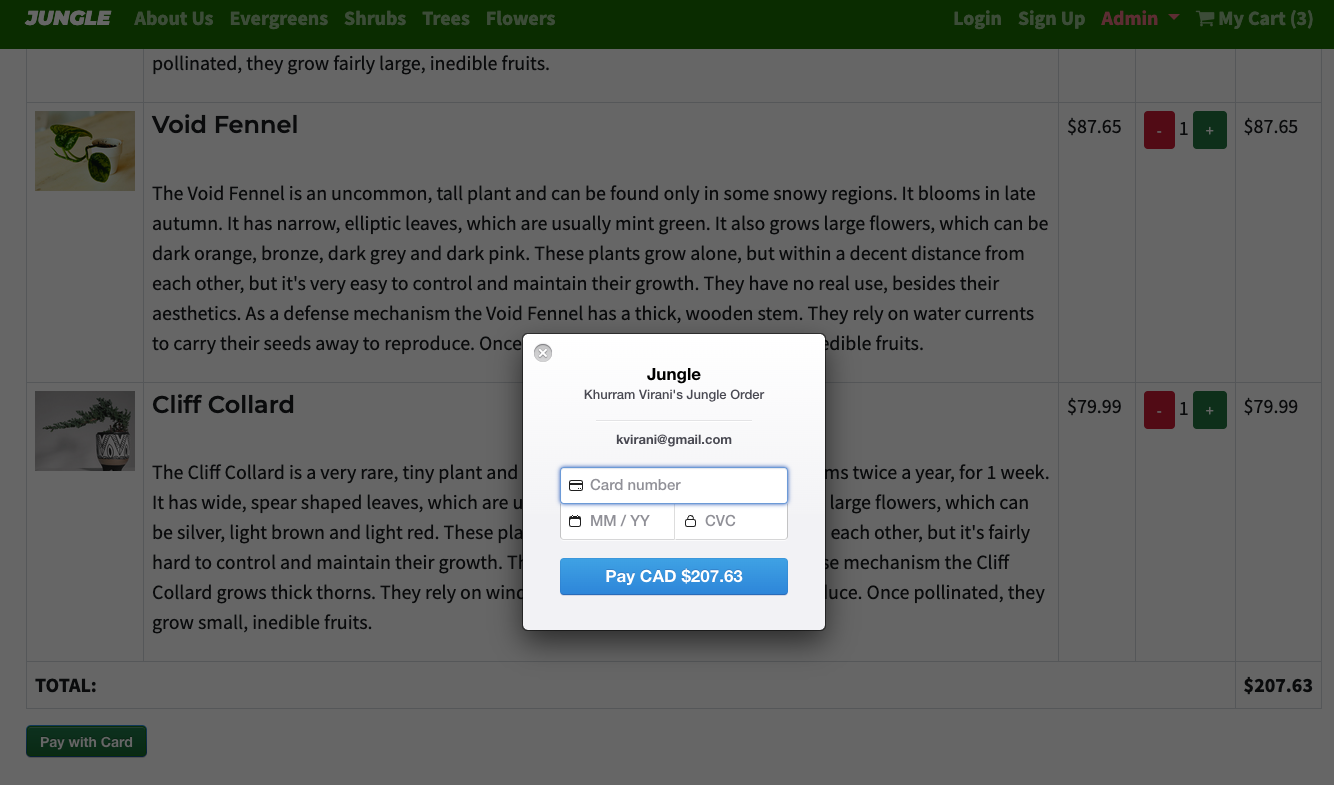 JUNGLE About Us Evergreens Shrubs Trees Flowers Login Sign Up Admin My Cart (3)
pollinated, they grow fairly large, inedible fruits.
Void Fennel $87.65 - 1 + $87.65
The Void Fennel is an uncommon, tall plant and can be found only in some snowy regions. It blooms in late
autumn. It has narrow, elliptic leaves, which are usually mint green. It also grows large flowers, which can be
dark orange, bronze, dark grey and dark pink. These plants grow alone, but within a decent distance from
each other, but it's very easy to control and maintain their growth. They have no real use, besides their
aesthetics. As a defense mechanism the Void Fennel has a thick, wooden stem. They rely on water currents
to carry their seeds away to reproduce. Once edible fruits.
Cliff Collard $79.99 - 1 + $79.99
The Cliff Collard is a very rare, tiny plant and ms twice a year, for 1 week.
It has wide, spear shaped leaves, which are u large flowers, which can
be silver, light brown and light red. These pla each other, but it's fairly
hard to control and maintain their growth. Th se mechanism the Cliff
Collard grows thick thorns. They rely on wind duce. Once pollinated, they
grow small, inedible fruits.
TOTAL: $207.63
Pay with Card
Jungle
Khurram Virani's Jungle Order
kvirani@gmail.com
Card number
MM / YY CVC
Pay CAD $207.63